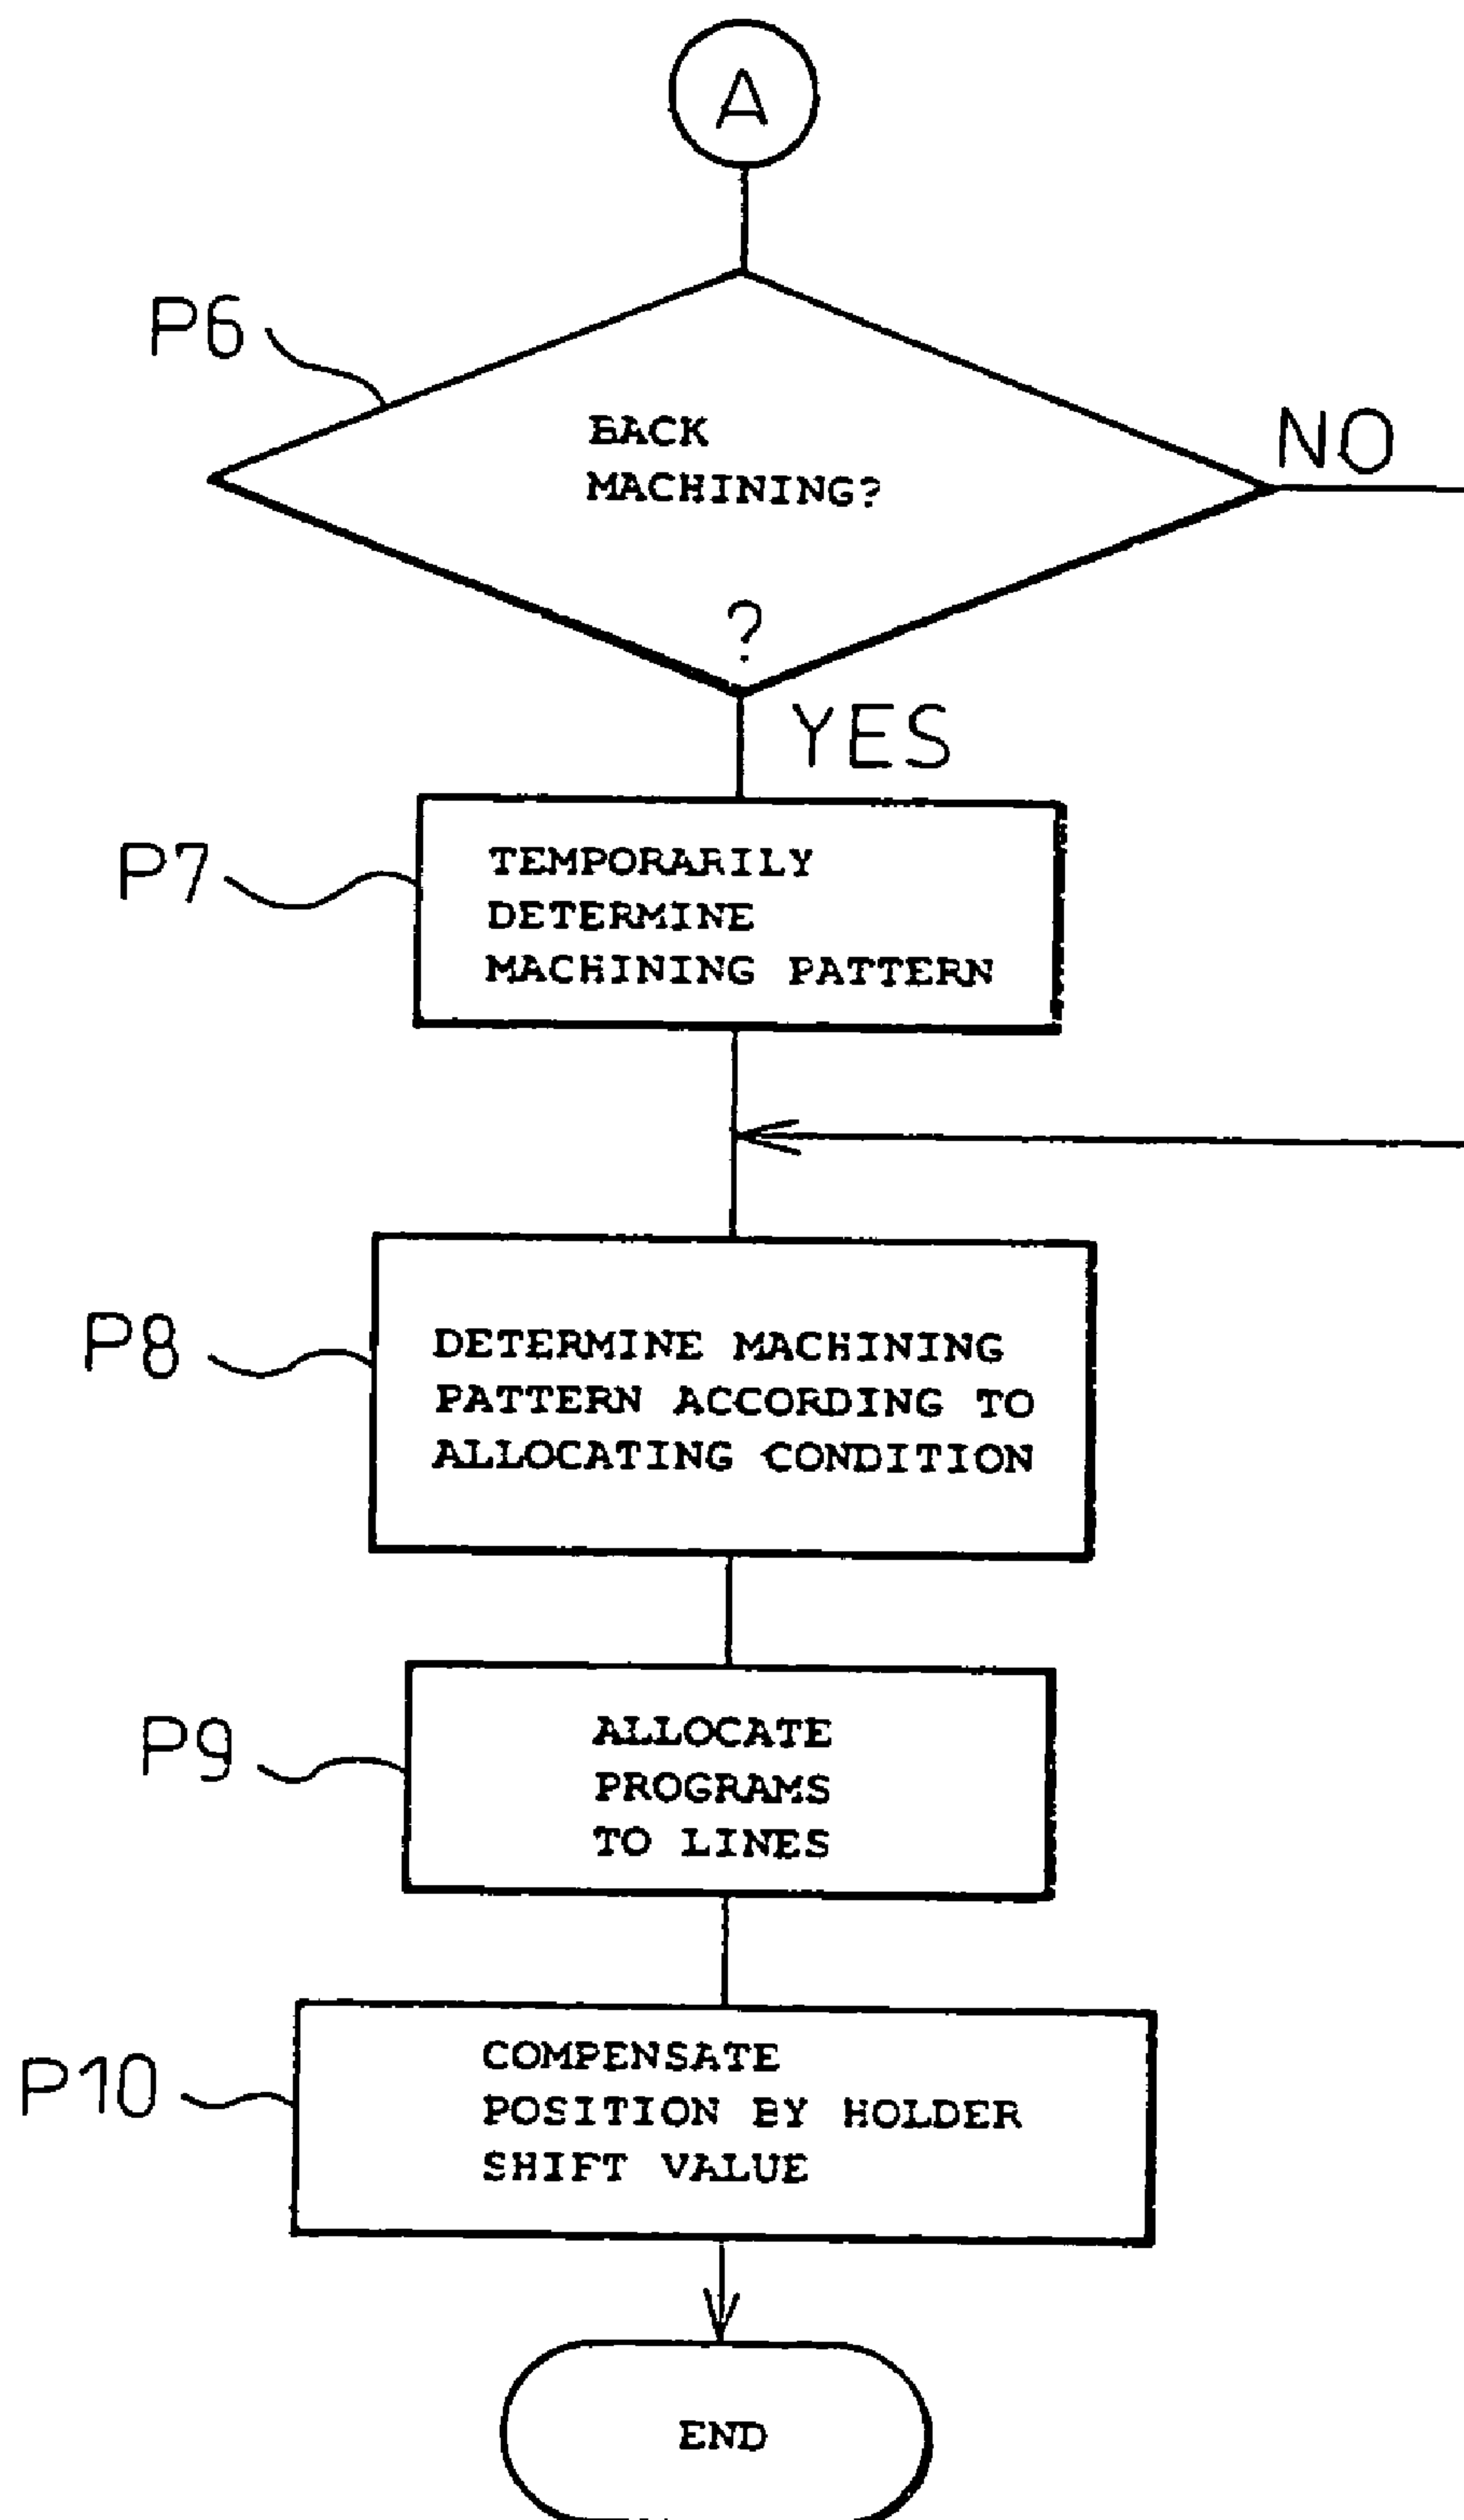 A
P6
BACK
MACHINING?
NO
?
YES
P7
TEMPORARILY
DETERMINE
MACHINING PATTERN
P8
DETERMINE MACHINING
PATTERN ACCORDING TO
ALLOCATING CONDITION
P9
ALLOCATE
PROGRAMS
TO LINES
P10
COMPENSATE
POSITION BY HOLDER
SHIFT VALUE
END